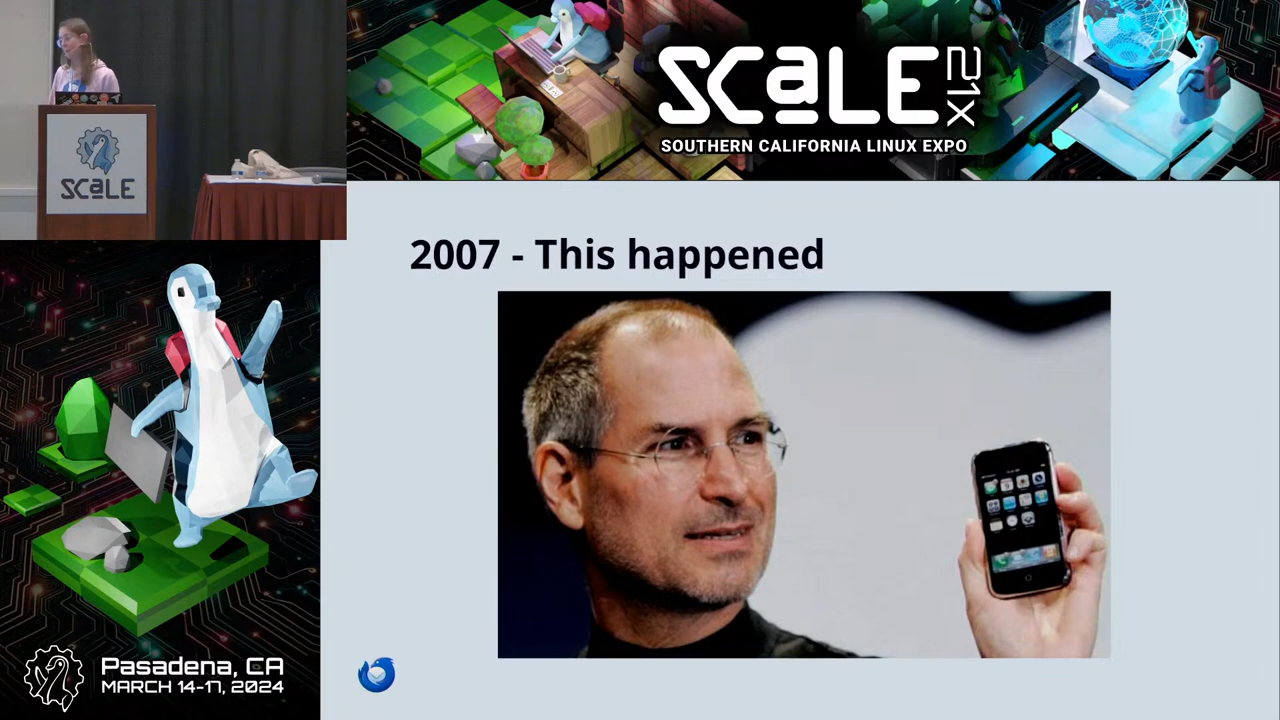 SCaLE 21X
SOUTHERN CALIFORNIA LINUX EXPO
SCaLE
2007 - This happened
Pasadena, CA
MARCH 14-17, 2024